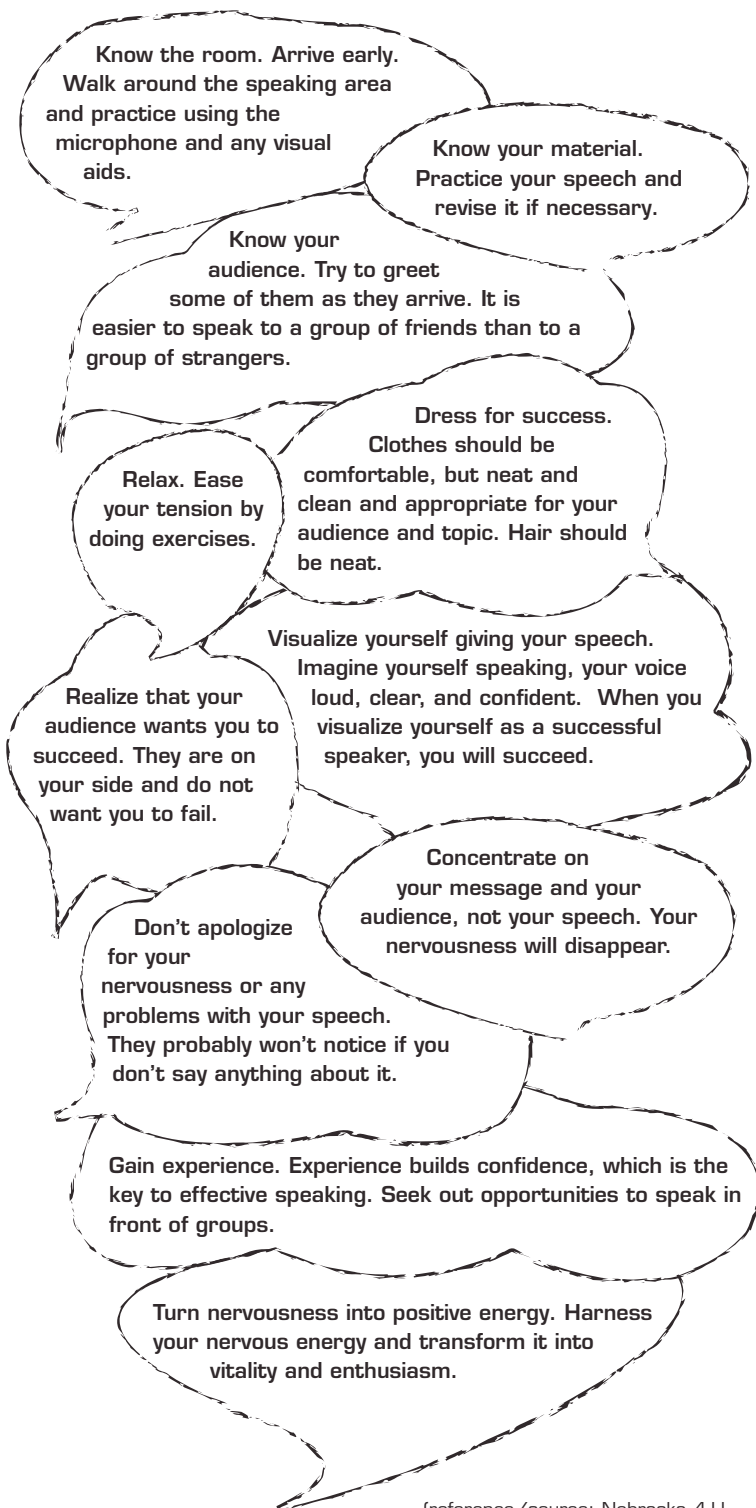 Know the room. Arrive early.
Walk around the speaking area
and practice using the
microphone and any visual
aids.
Know your material.
Practice your speech and
revise it if necessary.
Know your
audience. Try to greet
some of them as they arrive. It is
easier to speak to a group of friends than to a
group of strangers.
Dress for success.
Clothes should be
comfortable, but neat and
clean and appropriate for your
audience and topic. Hair should
be neat.
Relax. Ease
your tension by
doing exercises.
Visualize yourself giving your speech.
Imagine yourself speaking, your voice
loud, clear, and confident.  When you
visualize yourself as a successful
speaker, you will succeed.
Realize that your
audience wants you to
succeed. They are on
your side and do not
want you to fail.
Concentrate on
your message and your
audience, not your speech. Your
nervousness will disappear.
Don’t apologize
for your
nervousness or any
problems with your speech.
They probably won’t notice if you
don’t say anything about it.
Gain experience. Experience builds confidence, which is the
key to effective speaking. Seek out opportunities to speak in
front of groups.
Turn nervousness into positive energy. Harness
your nervous energy and transform it into
vitality and enthusiasm.
(reference/source: Nebraska 4-H